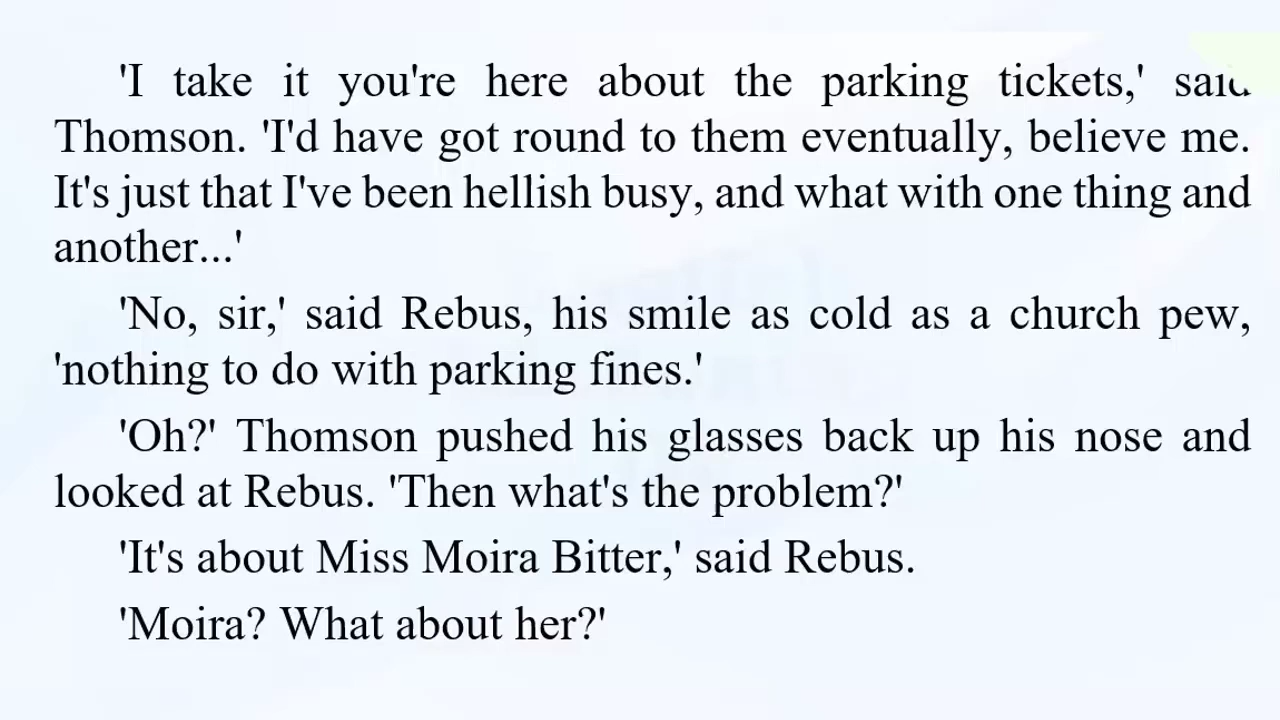 'I take it you're here about the parking tickets,' said
Thomson. 'I'd have got round to them eventually, believe me.
It's just that I've been hellish busy, and what with one thing and
another...'
'No, sir,' said Rebus, his smile as cold as a church pew,
'nothing to do with parking fines.'
'Oh?' Thomson pushed his glasses back up his nose and
looked at Rebus. 'Then what's the problem?'
'It's about Miss Moira Bitter,' said Rebus.
'Moira? What about her?'